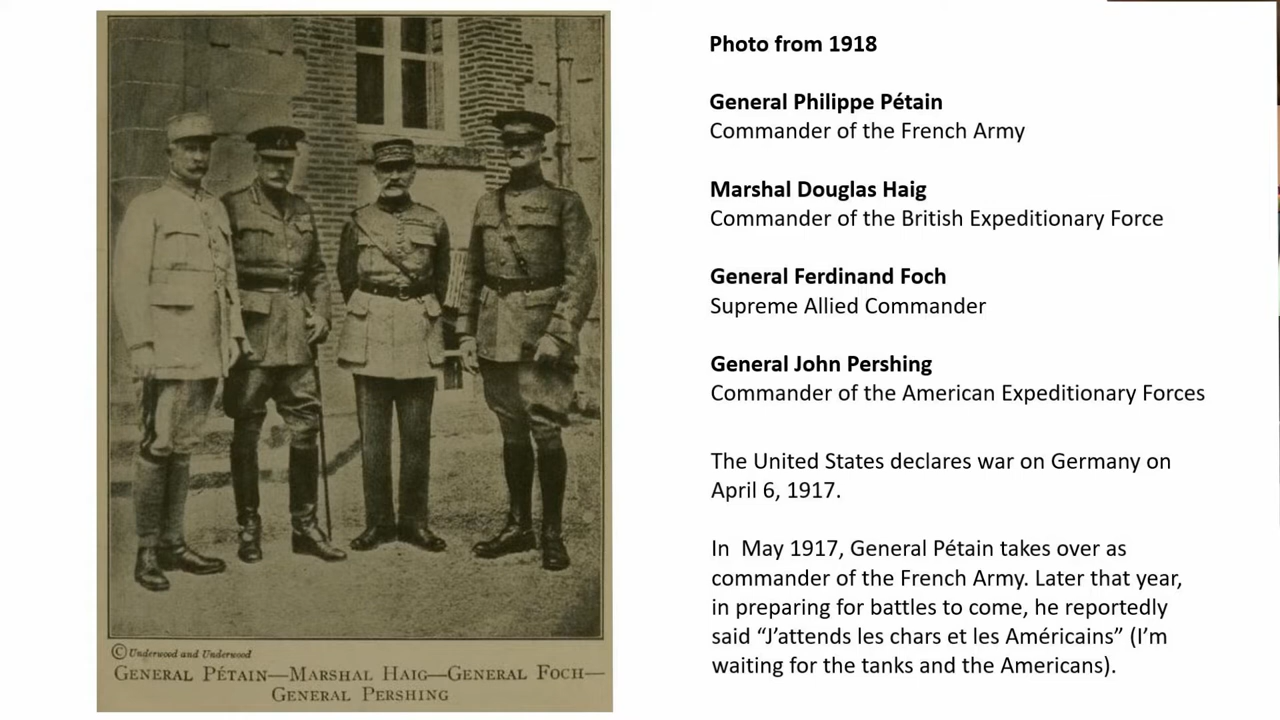 © Underwood and Underwood
GENERAL PÉTAIN—MARSHAL HAIG—GENERAL FOCH—
GENERAL PERSHING
Photo from 1918
General Philippe Pétain
Commander of the French Army
Marshal Douglas Haig
Commander of the British Expeditionary Force
General Ferdinand Foch
Supreme Allied Commander
General John Pershing
Commander of the American Expeditionary Forces
The United States declares war on Germany on
April 6, 1917.
In  May 1917, General Pétain takes over as
commander of the French Army. Later that year,
in preparing for battles to come, he reportedly
said “J’attends les chars et les Américains” (I’m
waiting for the tanks and the Americans).